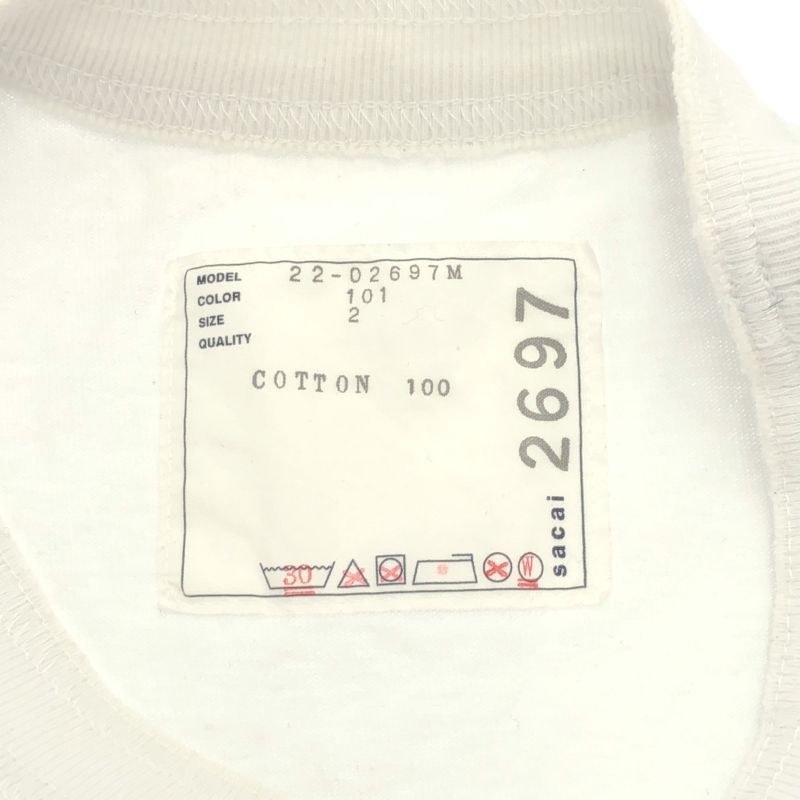 MODEL 22-02697M
COLOR 101
SIZE 2
QUALITY
COTTON 100
sacai 2697
30
W